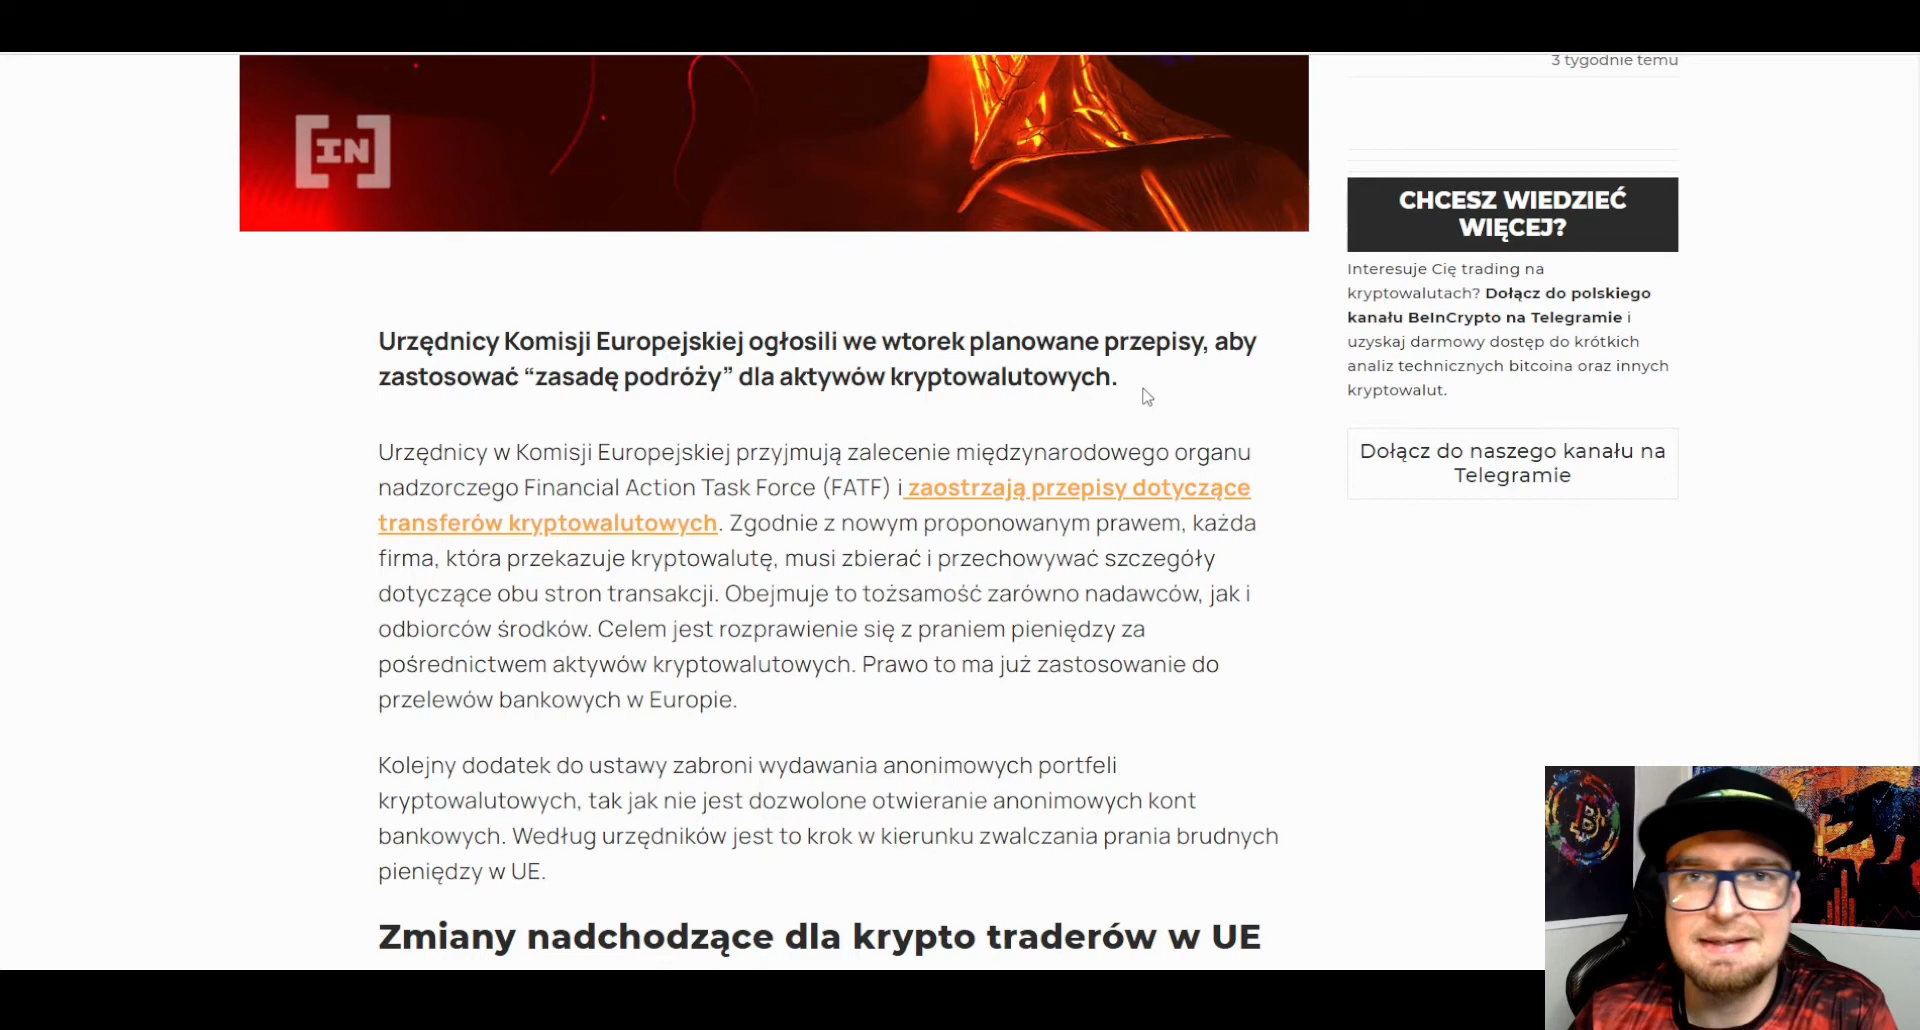 IN
3 tygodnie temu
CHCESZ WIEDZIEĆ
WIĘCEJ?
Interesuje Cię trading na
kryptowalutach? Dołącz do polskiego
kanału BeInCrypto na Telegramie i
uzyskaj darmowy dostęp do krótkich
analiz technicznych bitcoina oraz innych
kryptowalut.
Dołącz do naszego kanału na
Telegramie
Urzędnicy Komisji Europejskiej ogłosili we wtorek planowane przepisy, aby
zastosować “zasadę podróży” dla aktywów kryptowalutowych.
Urzędnicy w Komisji Europejskiej przyjmują zalecenie międzynarodowego organu
nadzorczego Financial Action Task Force (FATF) i zaostrzają przepisy dotyczące
transferów kryptowalutowych. Zgodnie z nowym proponowanym prawem, każda
firma, która przekazuje kryptowalutę, musi zbierać i przechowywać szczegóły
dotyczące obu stron transakcji. Obejmuje to tożsamość zarówno nadawców, jak i
odbiorców środków. Celem jest rozprawienie się z praniem pieniędzy za
pośrednictwem aktywów kryptowalutowych. Prawo to ma już zastosowanie do
przelewów bankowych w Europie.
Kolejny dodatek do ustawy zabroni wydawania anonimowych portfeli
kryptowalutowych, tak jak nie jest dozwolone otwieranie anonimowych kont
bankowych. Według urzędników jest to krok w kierunku zwalczania prania brudnych
pieniędzy w UE.
Zmiany nadchodzące dla krypto traderów w UE